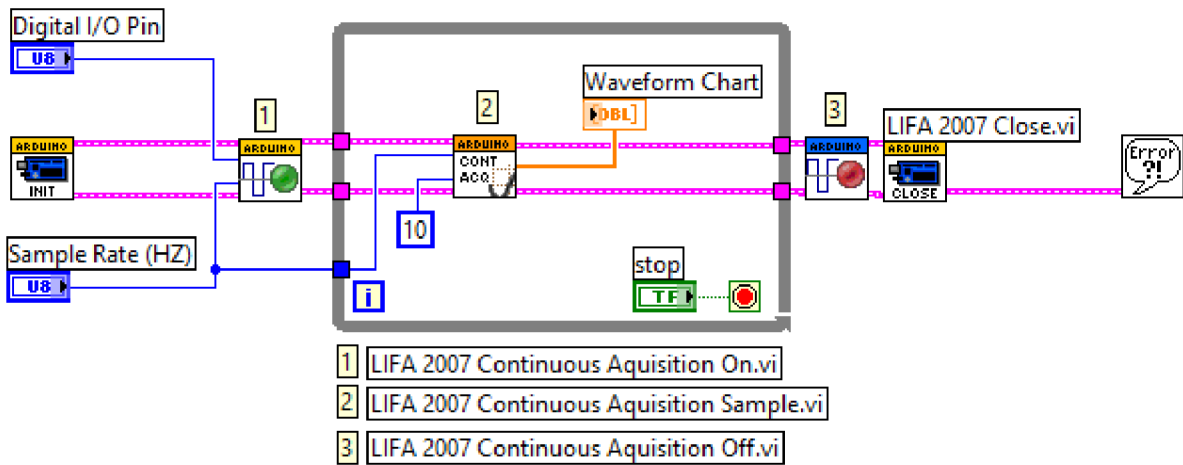 Digital I/O Pin
U8
1
2
Waveform Chart
DBL
3
LIFA 2007 Close.vi
ARDUINO
INIT
ARDUINO
ARDUINO
CONT
ACQ
ARDUINO
ARDUINO
CLOSE
Error
?!
10
Sample Rate (HZ)
U8
i
stop
TF
1 LIFA 2007 Continuous Aquisition On.vi
2 LIFA 2007 Continuous Aquisition Sample.vi
3 LIFA 2007 Continuous Aquisition Off.vi